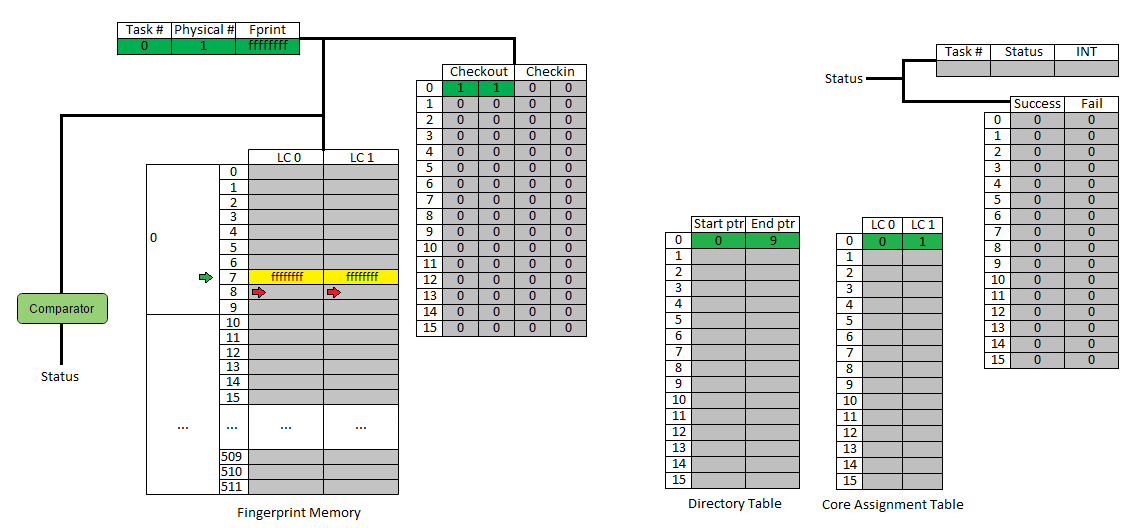 Task # Physical # Fprint
0 1 ffffffff
Checkout Checkin
0 1 1 0 0
1 0 0 0 0
2 0 0 0 0
3 0 0 0 0
4 0 0 0 0
5 0 0 0 0
6 0 0 0 0
7 0 0 0 0
8 0 0 0 0
9 0 0 0 0
10 0 0 0 0
11 0 0 0 0
12 0 0 0 0
13 0 0 0 0
14 0 0 0 0
15 0 0 0 0
LC 0 LC 1
0
0
1
2
3
4
5
6
7 ffffffff ffffffff
8
9
10
11
12
13
14
15
... ... ... ...
509
510
511
Fingerprint Memory
Comparator
Status
Start ptr End ptr
0 0 9
1
2
3
4
5
6
7
8
9
10
11
12
13
14
15
Directory Table
LC 0 LC 1
0 0 1
1
2
3
4
5
6
7
8
9
10
11
12
13
14
15
Core Assignment Table
Status
Task # Status INT
Success Fail
0 0 0
1 0 0
2 0 0
3 0 0
4 0 0
5 0 0
6 0 0
7 0 0
8 0 0
9 0 0
10 0 0
11 0 0
12 0 0
13 0 0
14 0 0
15 0 0